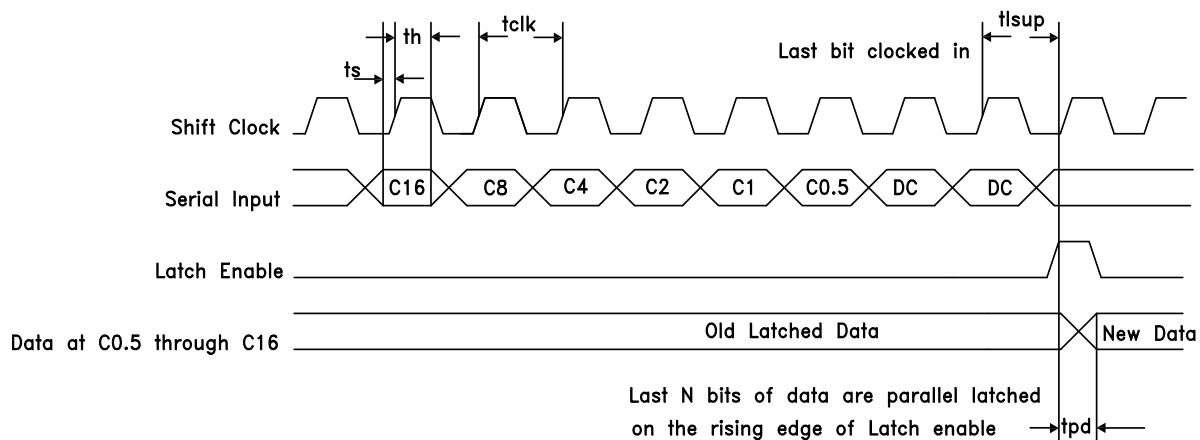 th
tclk
tlsup
ts
Last bit clocked in
Shift Clock
Serial Input
C16
C8
C4
C2
C1
C0.5
DC
DC
Latch Enable
Data at C0.5 through C16
Old Latched Data
New Data
Last N bits of data are parallel latched
on the rising edge of Latch enable
tpd